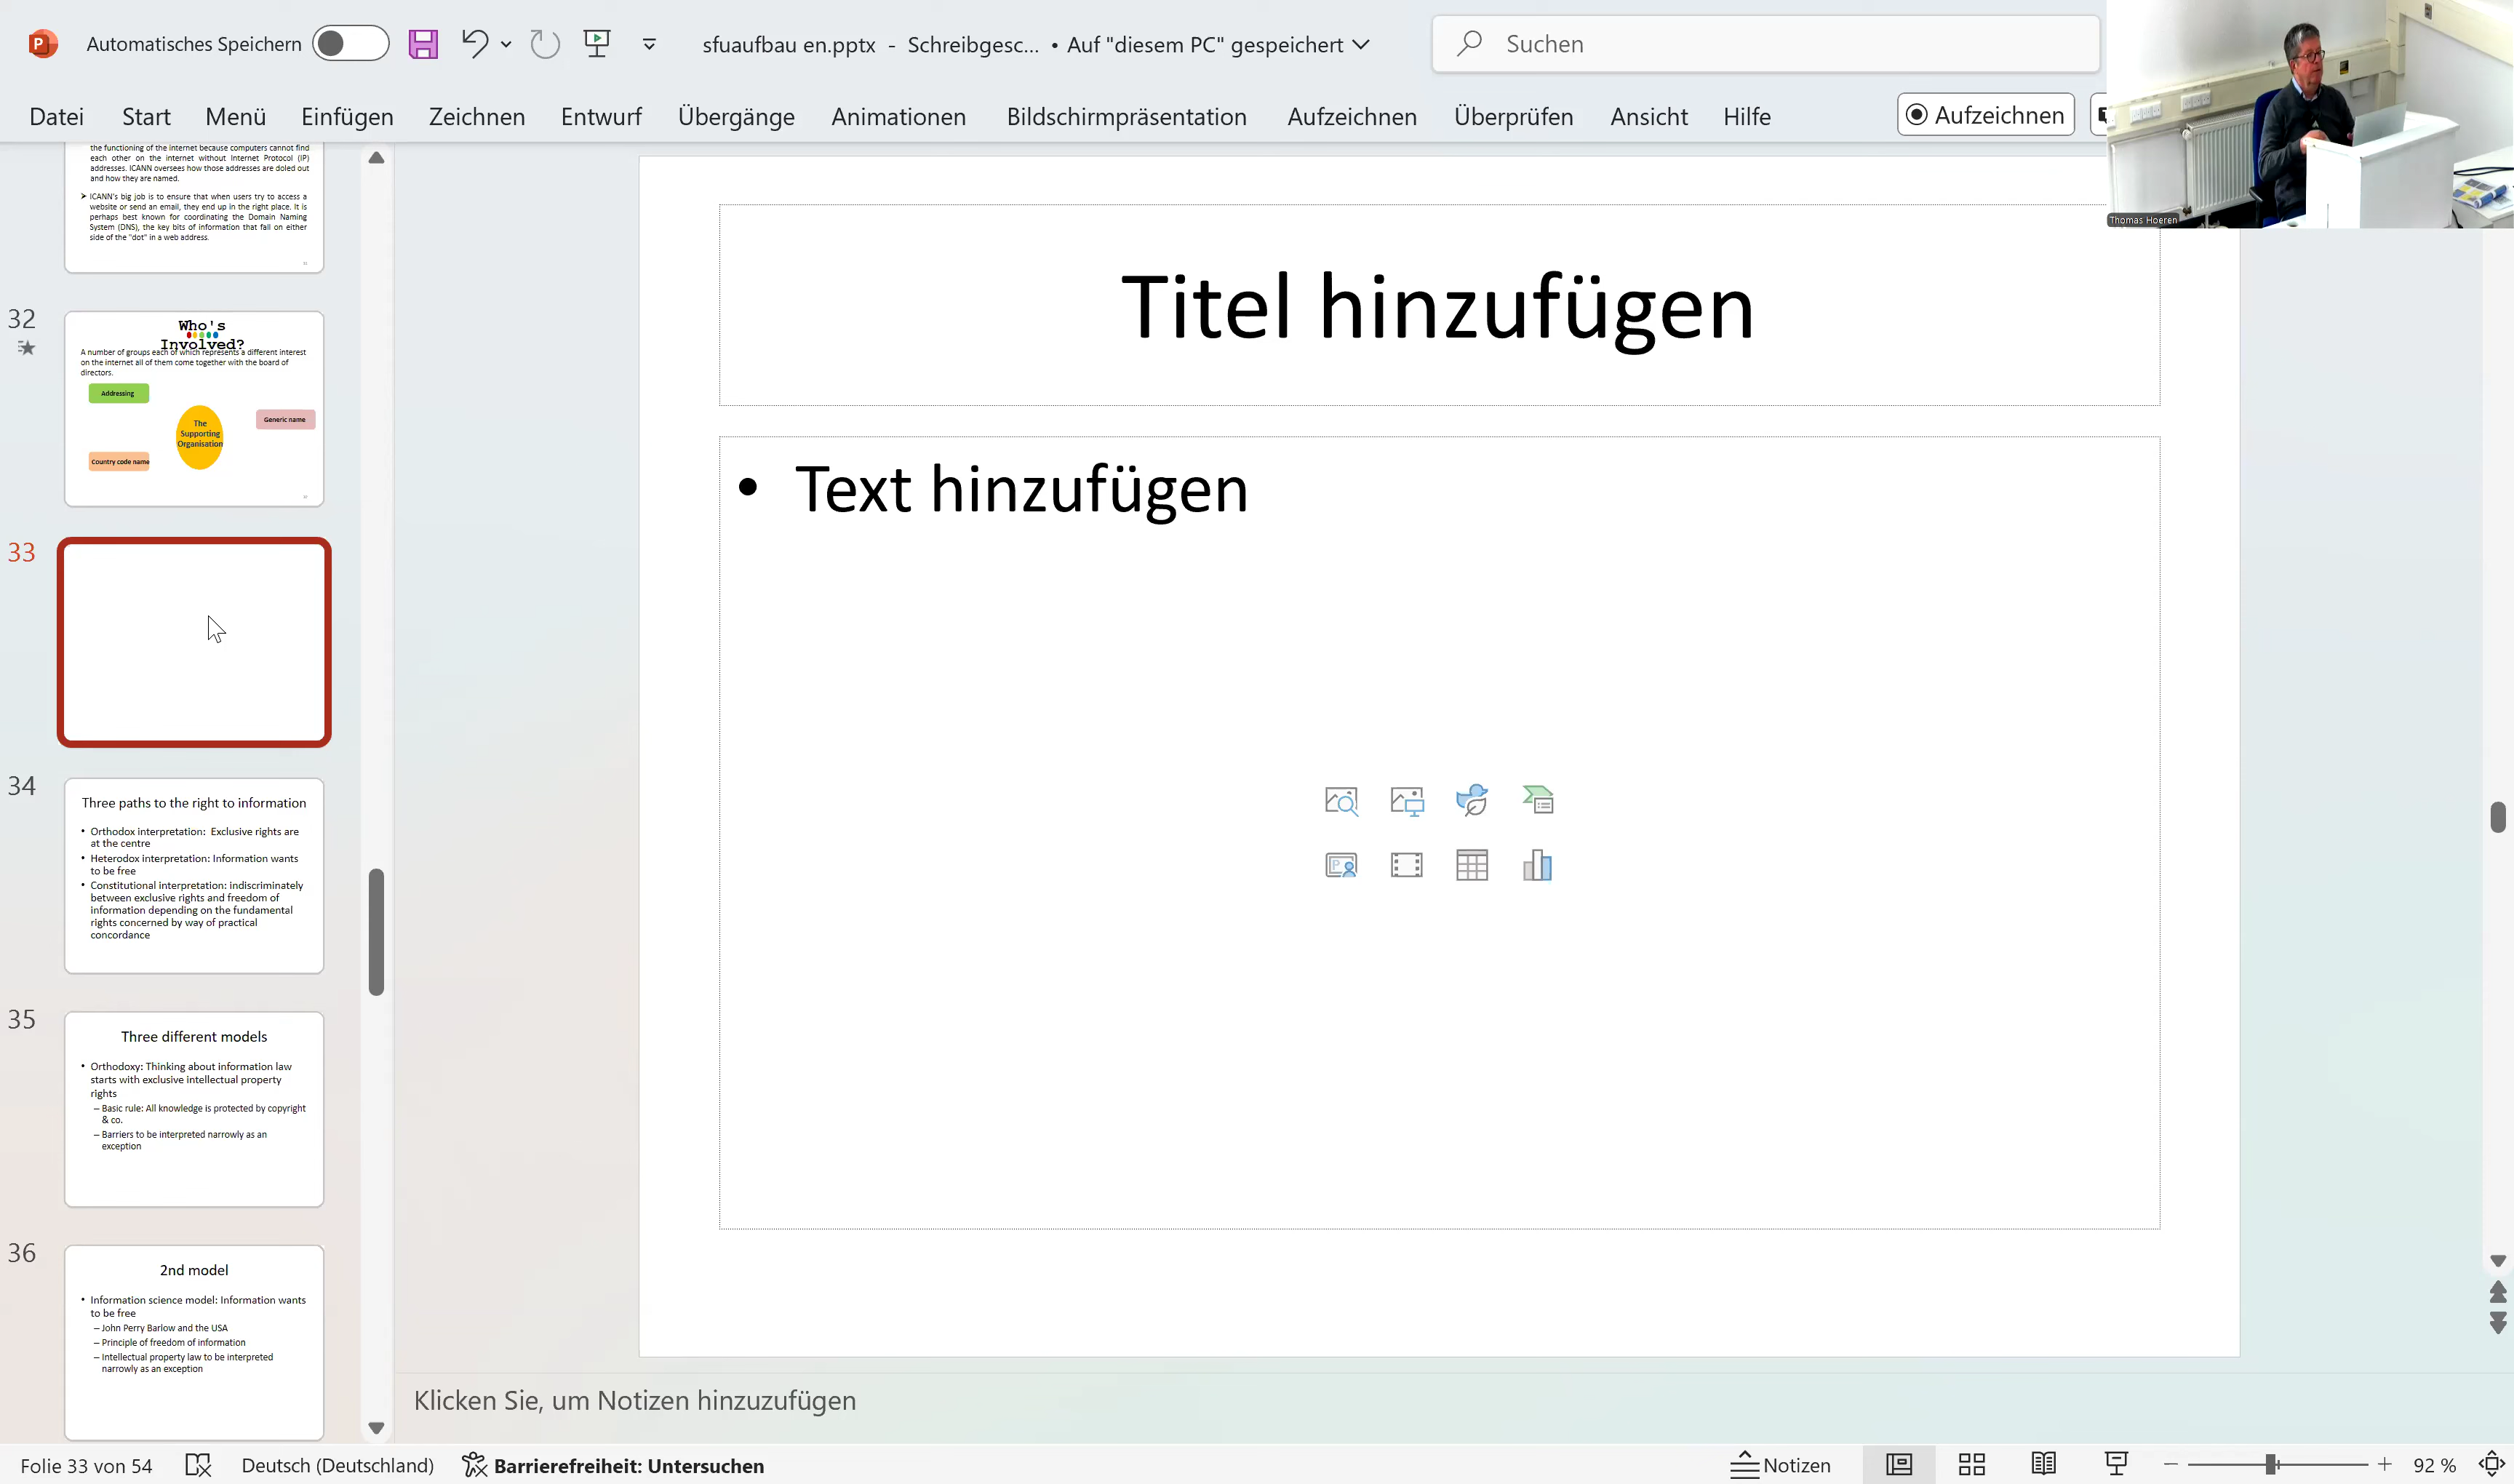 Automatisches Speichern
sfuaufbau en.pptx - Schreibgesc... • Auf "diesem PC" gespeichert
Suchen
Datei Start Menü Einfügen Zeichnen Entwurf Übergänge Animationen Bildschirmpräsentation Aufzeichnen Überprüfen Ansicht Hilfe
Aufzeichnen
Thomas Hoeren
the functioning of the internet because computers cannot find
each other on the internet without Internet Protocol (IP)
addresses. ICANN oversees how those addresses are doled out
and how they are named.
➤ ICANN's big job is to ensure that when users try to access a
website or send an email, they end up in the right place. It is
perhaps best known for coordinating the Domain Naming
System (DNS), the key bits of information that fall on either
side of the "dot" in a web address.
32
Who's
Involved?
A number of groups each of which represents a different interest
on the internet all of them come together with the board of
directors.
Addressing
Generic name
The
Supporting
Organisation
Country code name
33
34
Three paths to the right to information
• Orthodox interpretation: Exclusive rights are
at the centre
• Heterodox interpretation: Information wants
to be free
• Constitutional interpretation: indiscriminately
between exclusive rights and freedom of
information depending on the fundamental
rights concerned by way of practical
concordance
35
Three different models
• Orthodoxy: Thinking about information law
starts with exclusive intellectual property
rights
– Basic rule: All knowledge is protected by copyright
& co.
– Barriers to be interpreted narrowly as an
exception
36
2nd model
• Information science model: Information wants
to be free
– John Perry Barlow and the USA
– Principle of freedom of information
– Intellectual property law to be interpreted
narrowly as an exception
Titel hinzufügen
• Text hinzufügen
Klicken Sie, um Notizen hinzuzufügen
Folie 33 von 54 Deutsch (Deutschland) Barrierefreiheit: Untersuchen
Notizen
92 %